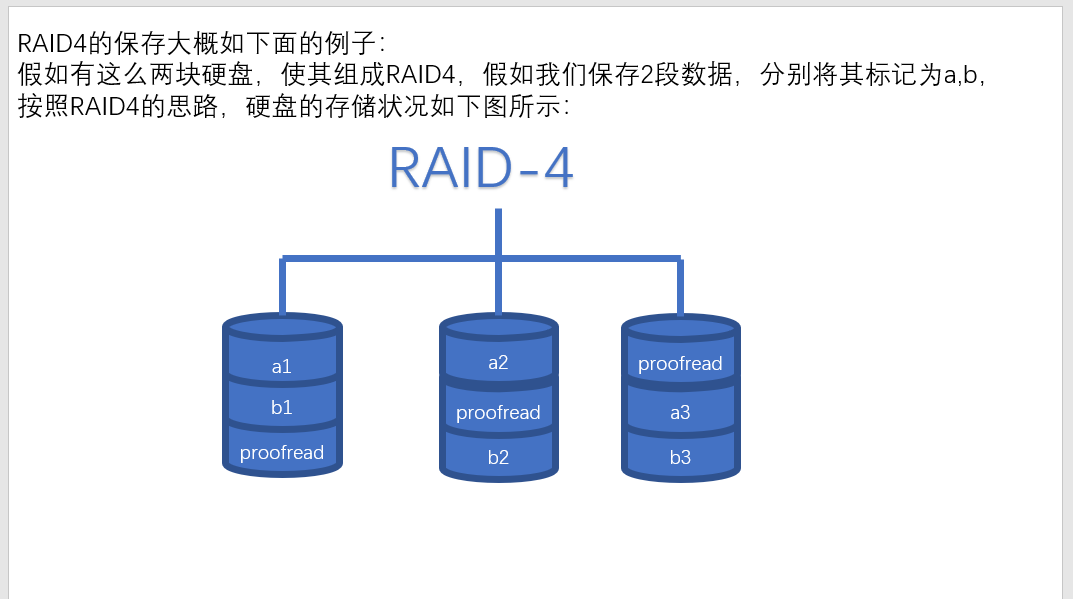 RAID4的保存大概如下面的例子：
假如有这么两块硬盘，使其组成RAID4，假如我们保存2段数据，分别将其标记为a,b,
按照RAID4的思路，硬盘的存储状况如下图所示：
RAID-4
a1
b1
proofread
a2
proofread
b2
proofread
a3
b3